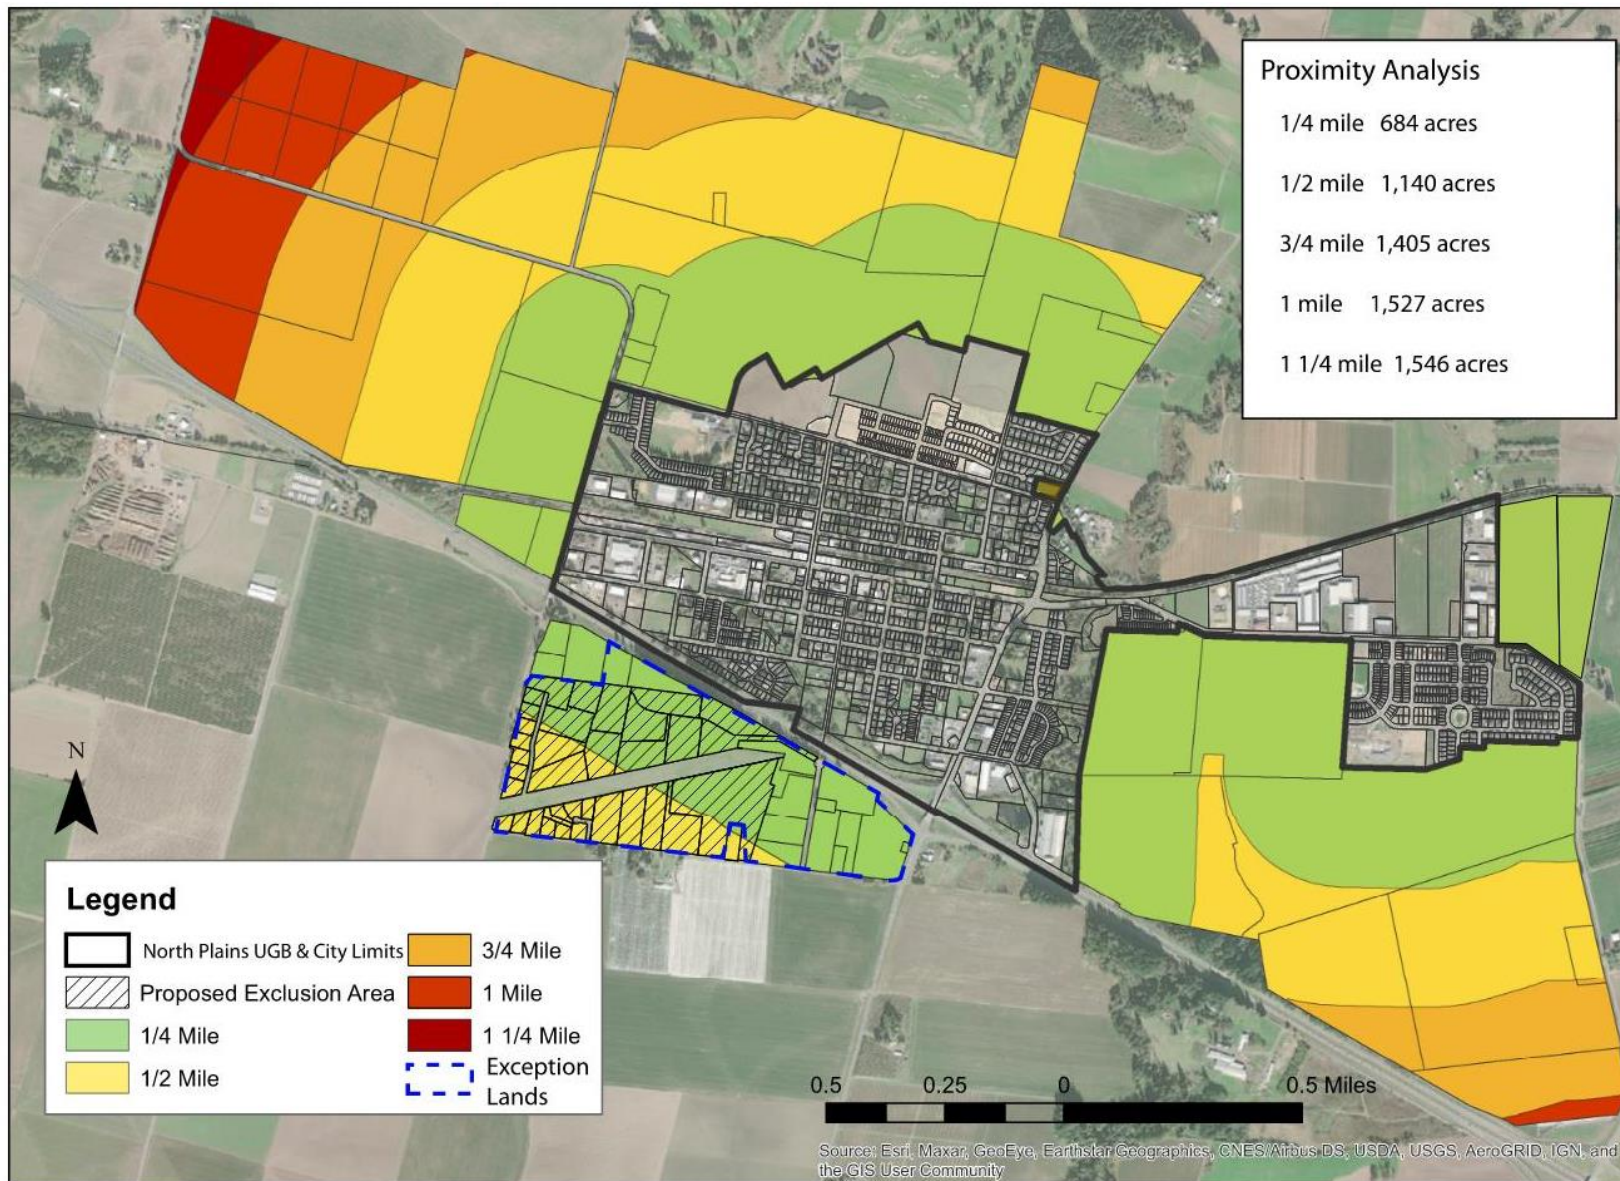 Proximity Analysis
1/4 mile 684 acres
1/2 mile 1,140 acres
3/4 mile 1,405 acres
1 mile 1,527 acres
1 1/4 mile 1,546 acres
N
Legend
North Plains UGB & City Limits
Proposed Exclusion Area
1/4 Mile
1/2 Mile
3/4 Mile
1 Mile
1 1/4 Mile
Exception
Lands
0.5 0.25 0 0.5 Miles
Source: Esri, Maxar, GeoEye, Earthstar Geographics, CNES/Airbus DS, USDA, USGS, AeroGRID, IGN, and
the GIS User Community